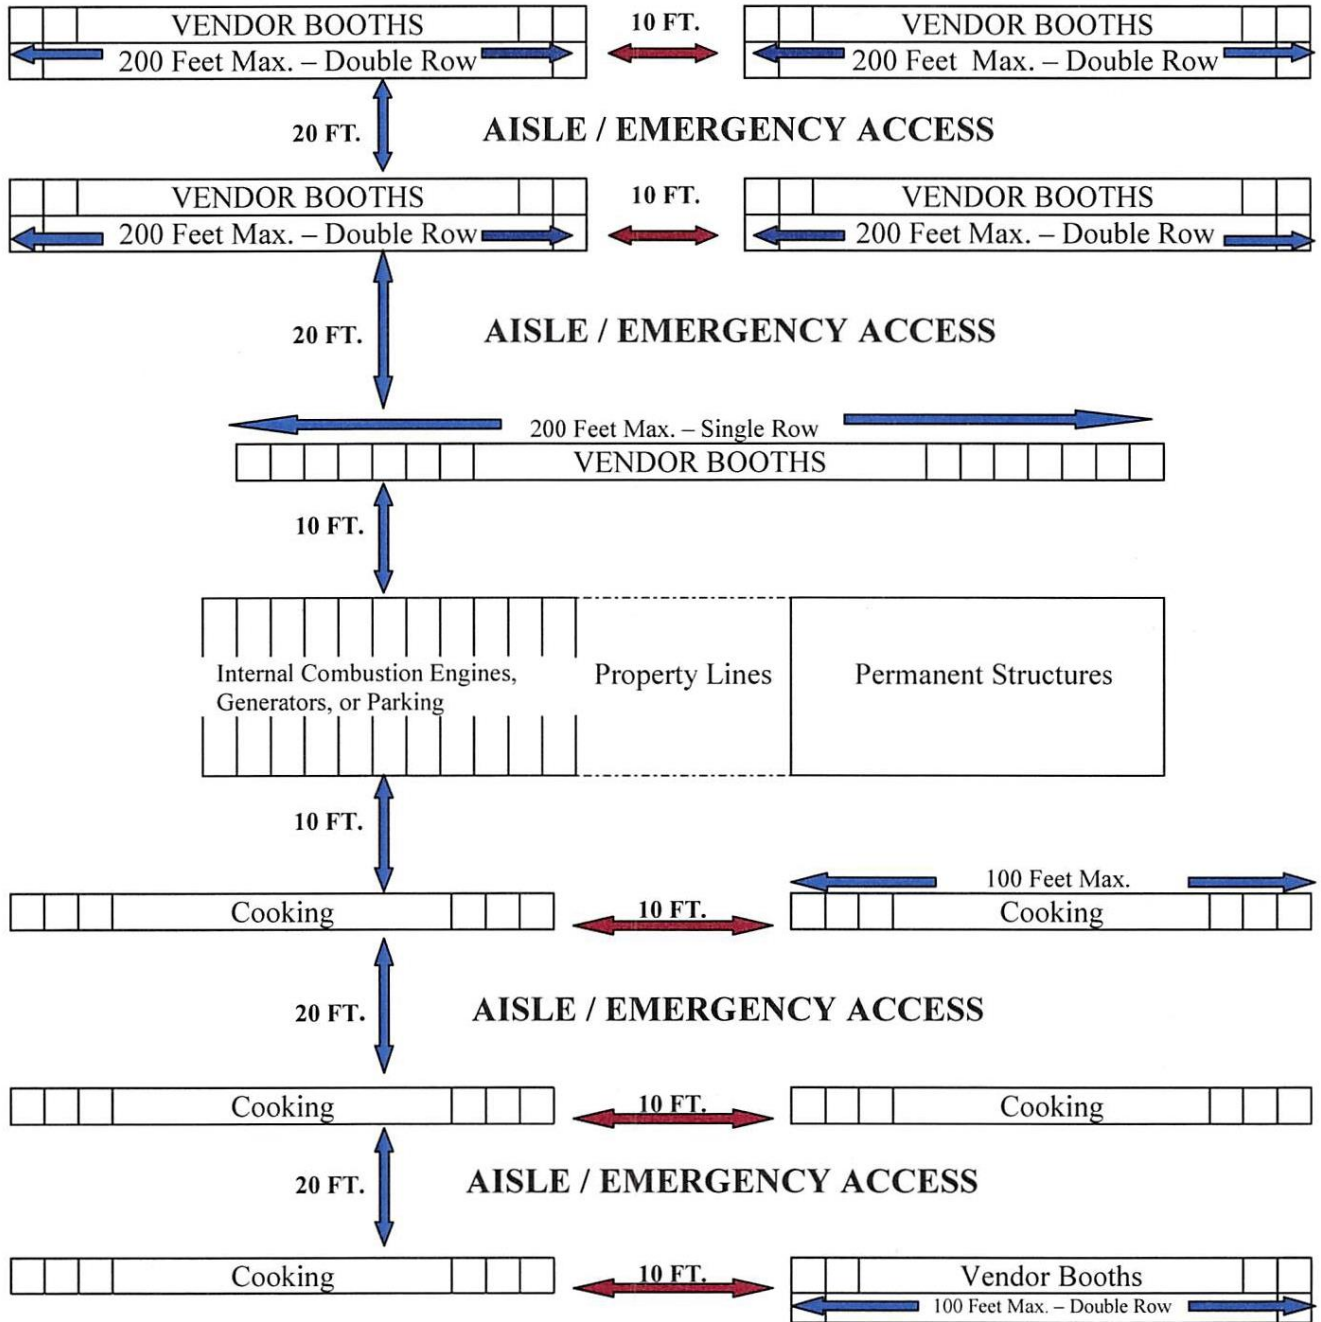 VENDOR BOOTHS
200 Feet Max. – Double Row
10 FT.
VENDOR BOOTHS
200 Feet Max. – Double Row
20 FT.
AISLE / EMERGENCY ACCESS
VENDOR BOOTHS
200 Feet Max. – Double Row
10 FT.
VENDOR BOOTHS
200 Feet Max. – Double Row
20 FT.
AISLE / EMERGENCY ACCESS
200 Feet Max. – Single Row
VENDOR BOOTHS
10 FT.
Internal Combustion Engines,
Generators, or Parking
Property Lines
Permanent Structures
10 FT.
100 Feet Max.
Cooking
10 FT.
Cooking
20 FT.
AISLE / EMERGENCY ACCESS
Cooking
10 FT.
Cooking
20 FT.
AISLE / EMERGENCY ACCESS
Cooking
10 FT.
Vendor Booths
100 Feet Max. – Double Row